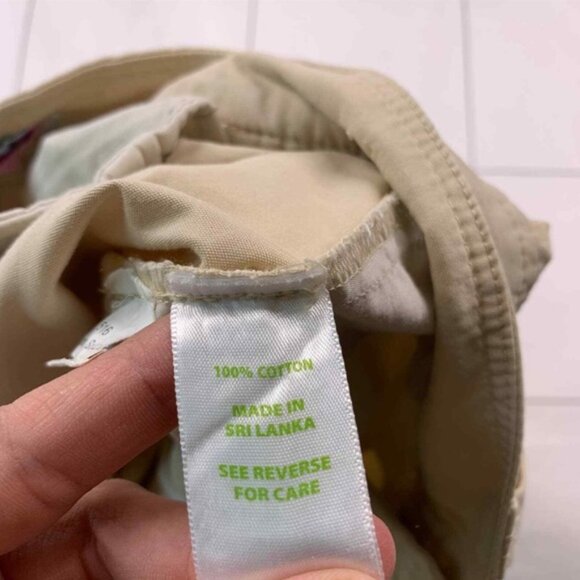 100% COTTON
MADE IN
SRI LANKA
SEE REVERSE
FOR CARE